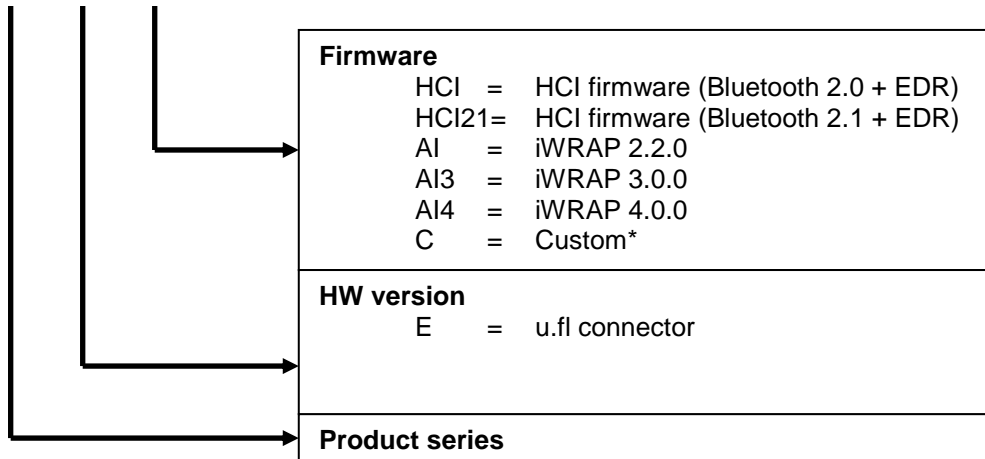 Firmware
HCI = HCI firmware (Bluetooth 2.0 + EDR)
HCI21= HCI firmware (Bluetooth 2.1 + EDR)
AI = iWRAP 2.2.0
AI3 = iWRAP 3.0.0
AI4 = iWRAP 4.0.0
C = Custom*
HW version
E = u.fl connector
Product series